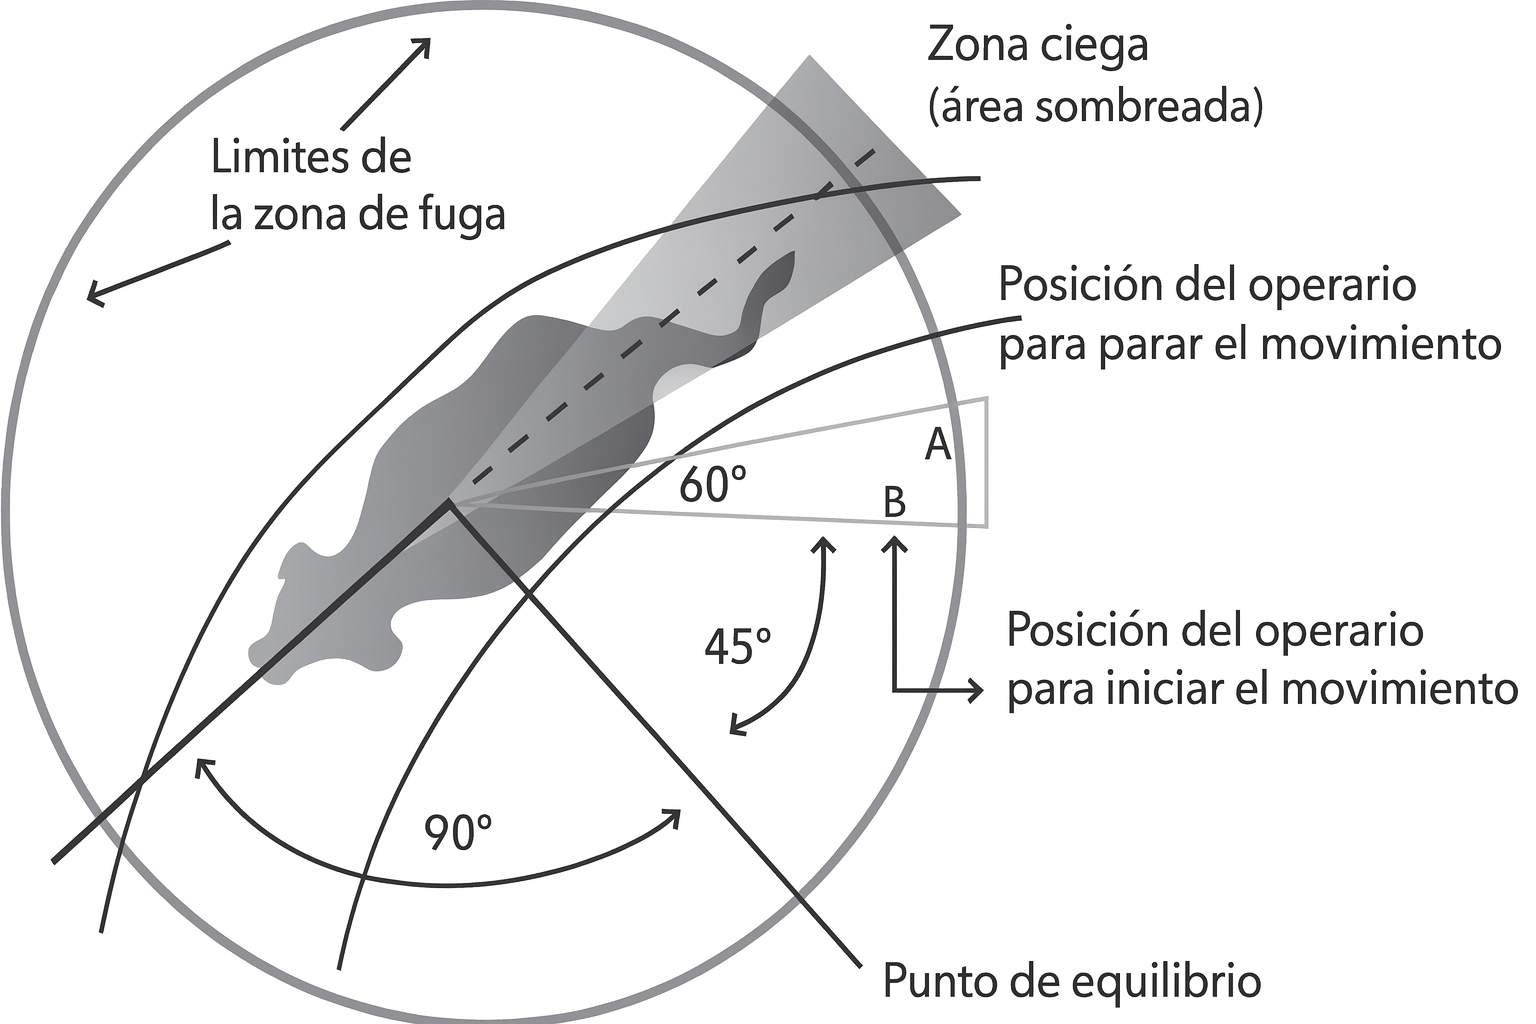 Zona ciega
(área sombreada)
Limites de
la zona de fuga
Posición del operario
para parar el movimiento
A
60º
B
45º
Posición del operario
para iniciar el movimiento
90º
Punto de equilibrio